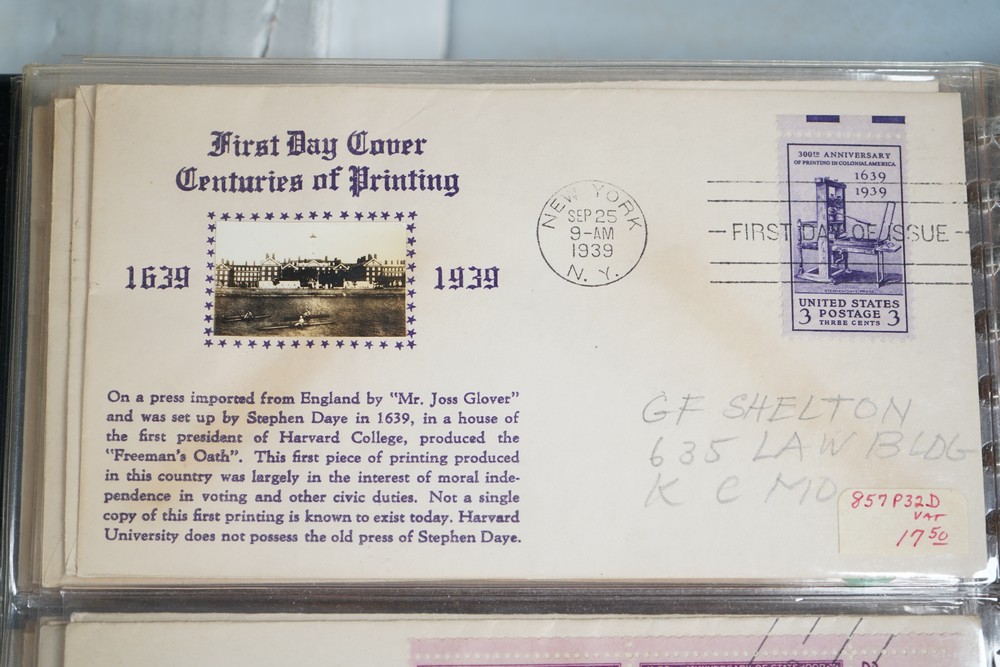 First Day Cover
Centuries of Printing
1639
1939
On a press imported from England by "Mr. Joss Glover"
and was set up by Stephen Daye in 1639, in a house of
the first president of Harvard College, produced the
"Freeman's Oath". This first piece of printing produced
in this country was largely in the interest of moral inde-
pendence in voting and other civic duties. Not a single
copy of this first printing is known to exist today. Harvard
University does not possess the old press of Stephen Daye.
NEW YORK
SEP 25
9-AM
1939
N. Y.
300TH ANNIVERSARY
OF PRINTING IN COLONIAL AMERICA
1639
1939
FIRST DAY OF ISSUE
UNITED STATES
3 POSTAGE 3
THREE CENTS
GF SHELTON
635 LAW BLDG
K C MO
857P32D
VAT
17 50